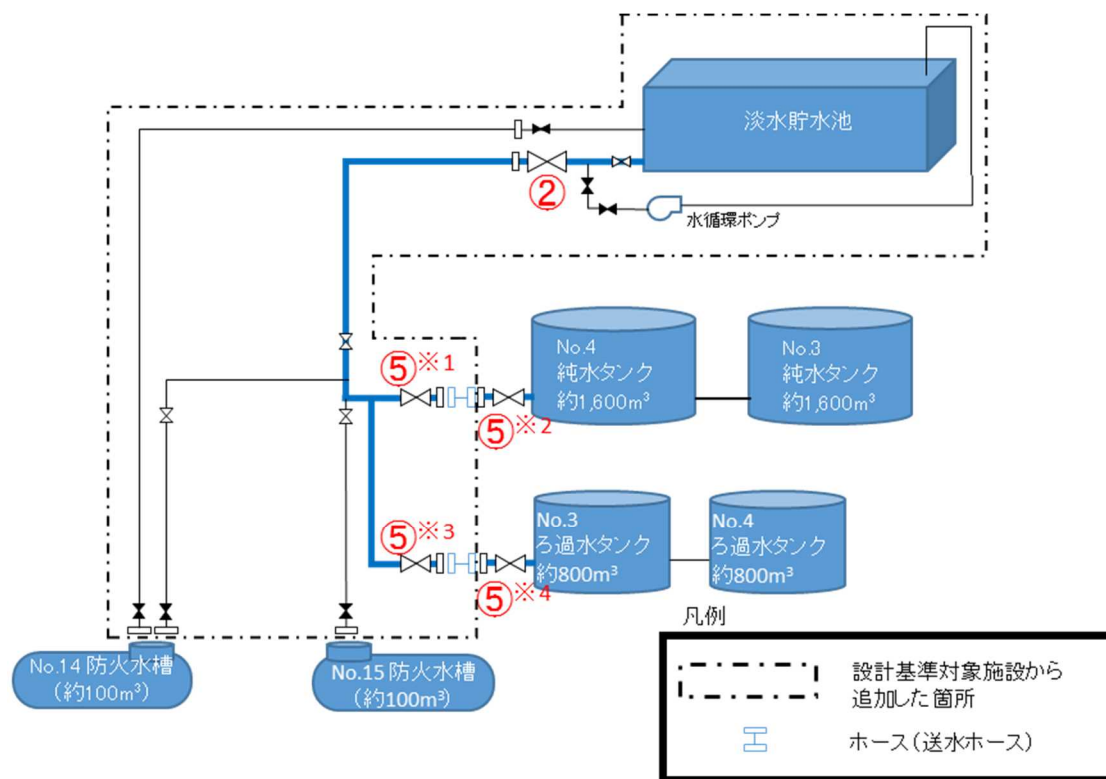 淡水貯水池
②
水循環ポンプ
⑤※1
⑤※2
No.4
純水タンク
約1,600m³
No.3
純水タンク
約1,600m³
⑤※3
⑤※4
No.3
ろ過水タンク
約800m³
No.4
ろ過水タンク
約800m³
No.14 防火水槽
(約100m³)
No.15 防火水槽
(約100m³)
凡例
設計基準対象施設から
追加した箇所
ホース(送水ホース)